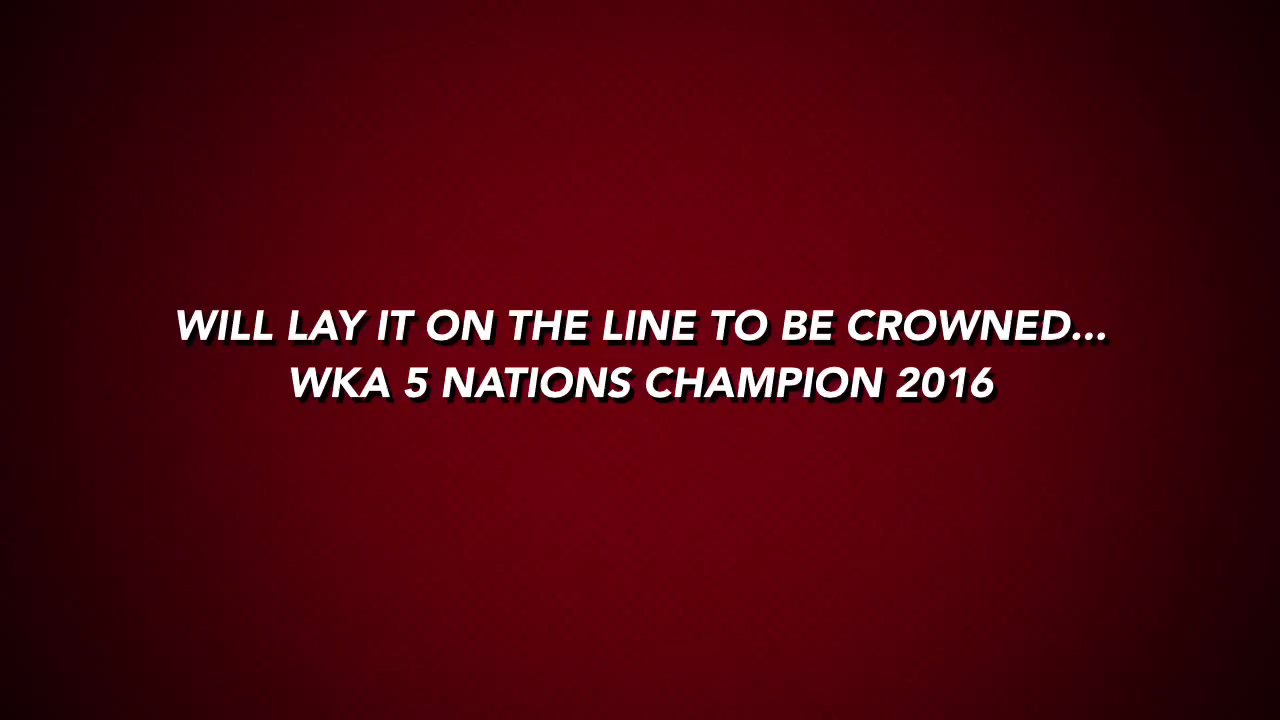 WILL LAY IT ON THE LINE TO BE CROWNED...
WKA 5 NATIONS CHAMPION 2016